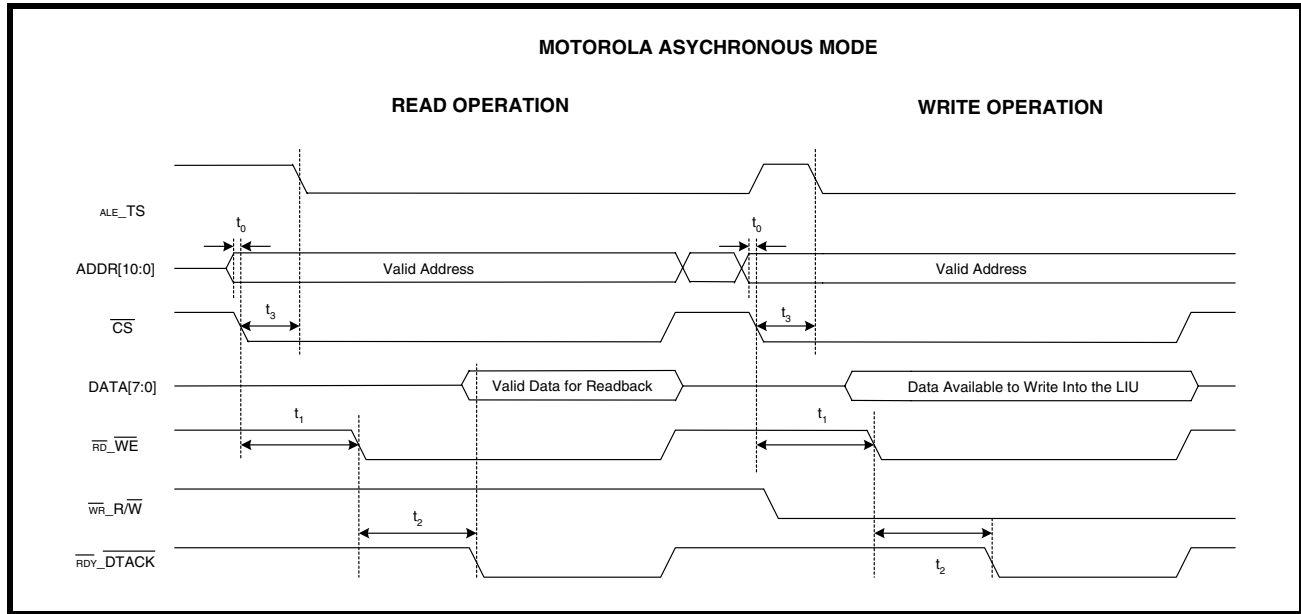 MOTOROLA ASYCHRONOUS MODE
READ OPERATION
WRITE OPERATION
ALE_TS
t0
t0
ADDR[10:0]
Valid Address
Valid Address
CS
t3
t3
DATA[7:0]
Valid Data for Readback
Data Available to Write Into the LIU
t1
t1
RD_WE
WR_R/W
t2
t2
RDY_DTACK